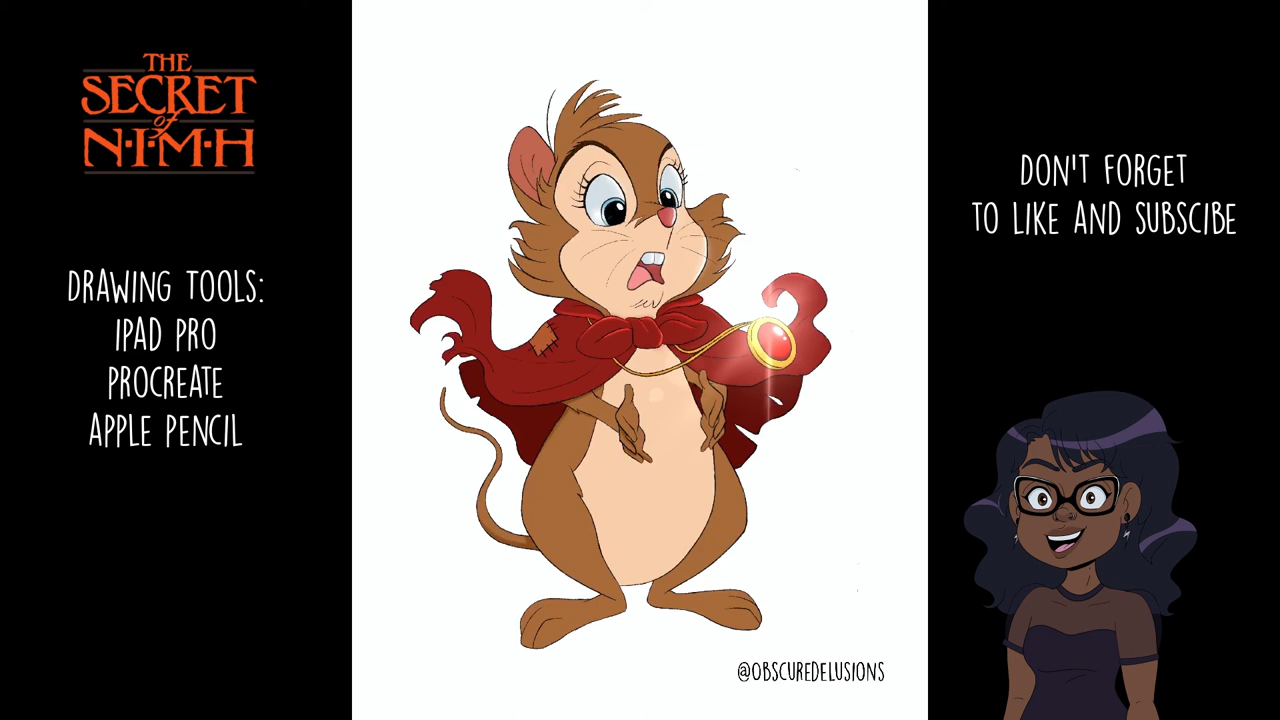 THE
SECRET
of
N·I·M·H
DRAWING TOOLS:
IPAD PRO
PROCREATE
APPLE PENCIL
@OBSCUREDELUSIONS
DON'T FORGET
TO LIKE AND SUBSCIBE